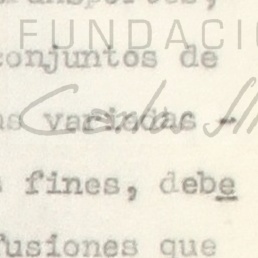 FUNDACI
conjuntos de
variadas -
fines, debe
fusiones que